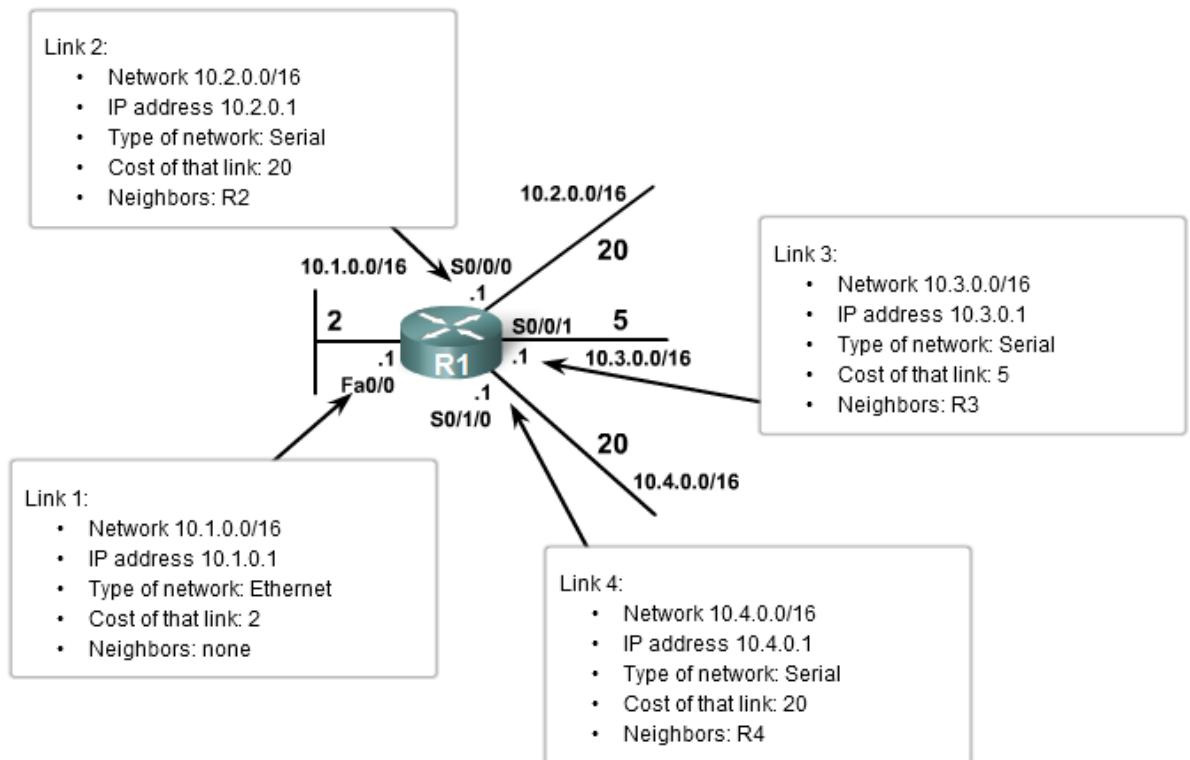 Link 2:
• Network 10.2.0.0/16
• IP address 10.2.0.1
• Type of network: Serial
• Cost of that link: 20
• Neighbors: R2
10.2.0.0/16
20
10.1.0.0/16
S0/0/0
.1
2
S0/0/1
5
.1
R1
.1
10.3.0.0/16
Fa0/0
.1
S0/1/0
20
10.4.0.0/16
Link 3:
• Network 10.3.0.0/16
• IP address 10.3.0.1
• Type of network: Serial
• Cost of that link: 5
• Neighbors: R3
Link 1:
• Network 10.1.0.0/16
• IP address 10.1.0.1
• Type of network: Ethernet
• Cost of that link: 2
• Neighbors: none
Link 4:
• Network 10.4.0.0/16
• IP address 10.4.0.1
• Type of network: Serial
• Cost of that link: 20
• Neighbors: R4